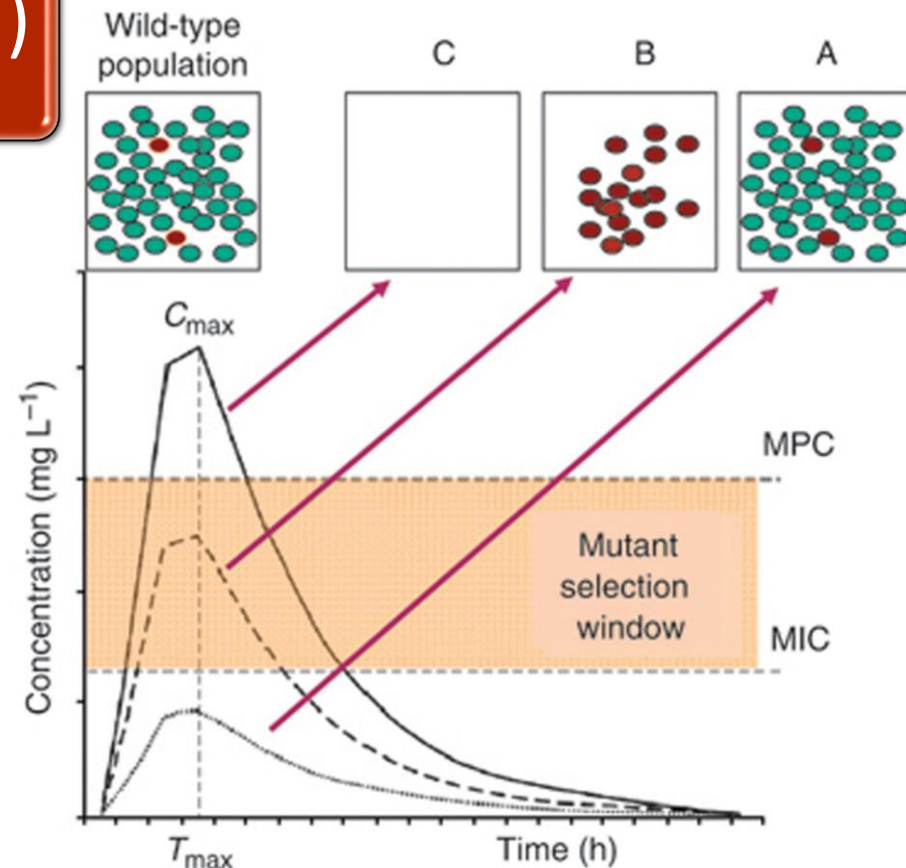 )
Wild-type
population
C
B
A
Cmax
MPC
Mutant
selection
window
MIC
Concentration (mg L⁻¹)
Tmax
Time (h)